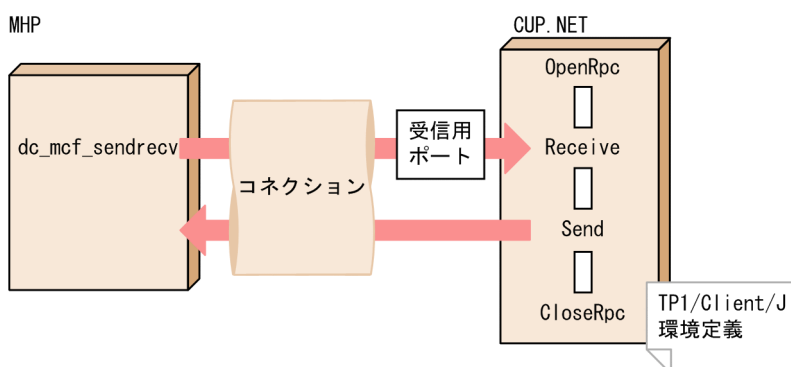 MHP
CUP.NET
OpenRpc
dc_mcf_sendrecv
受信用
ポート
Receive
コネクション
Send
CloseRpc
TP1/Client/J
環境定義